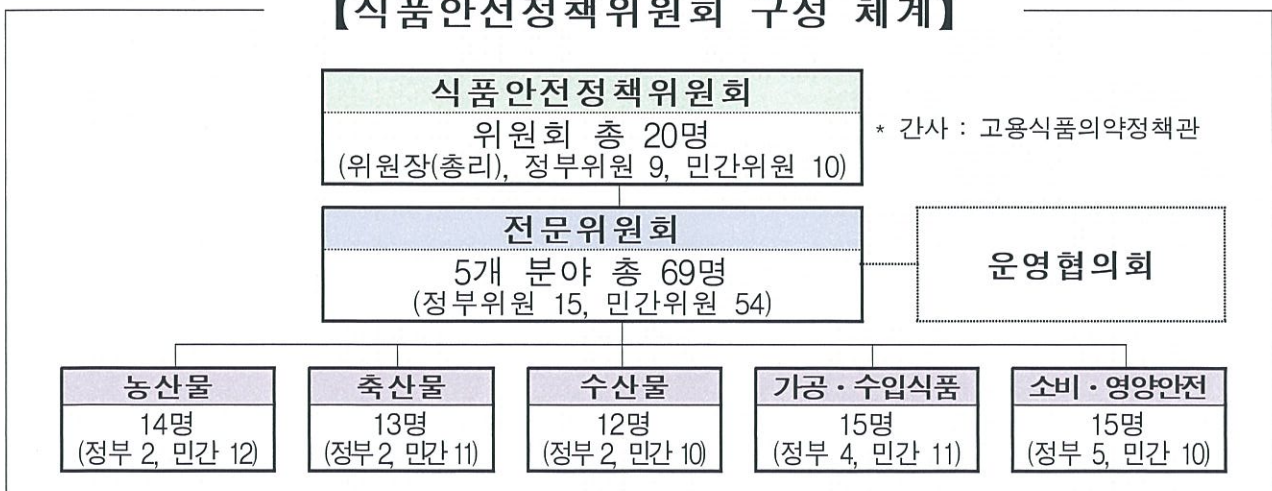 【식품안전정책위원회 구성 체계】
식품안전정책위원회
위원회 총 20명
(위원장(총리), 정부위원 9, 민간위원 10)
* 간사 : 고용식품의약정책관
전문위원회
5개 분야 총 69명
(정부위원 15, 민간위원 54)
운영협의회
농산물
14명
(정부 2, 민간 12)
축산물
13명
(정부 2, 민간 11)
수산물
12명
(정부 2, 민간 10)
가공·수입식품
15명
(정부 4, 민간 11)
소비·영양안전
15명
(정부 5, 민간 10)